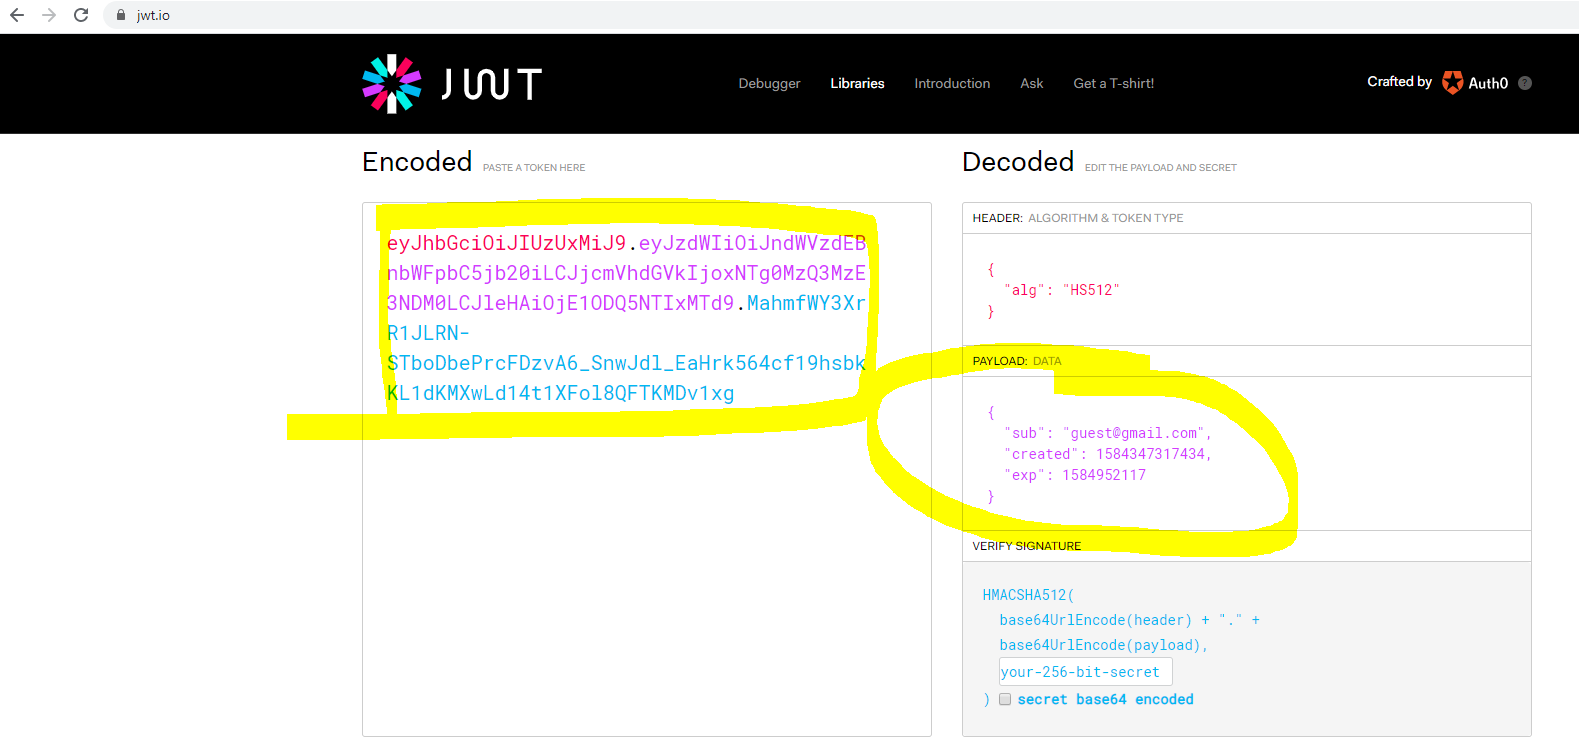 jwt.io
JWT
Debugger Libraries Introduction Ask Get a T-shirt! Crafted by Auth0 ?
Encoded PASTE A TOKEN HERE
eyJhbGciOiJIUzUxMiJ9.eyJzdWIiOiJndWVzdEB
nbWFpbC5jb20iLCJjcmVhdGVkIjoxNTg0MzQ3MzE
3NDM0LCJleHAiOjE1ODQ5NTIxMTd9.MahmfWY3Xr
R1JLRN-
STboDbePrcFDzvA6_SnwJdl_EaHrk564cf19hsbk
KL1dKMXwLd14t1XFol8QFTKMDv1xg
Decoded EDIT THE PAYLOAD AND SECRET
HEADER: ALGORITHM & TOKEN TYPE
{
"alg": "HS512"
}
PAYLOAD: DATA
{
"sub": "guest@gmail.com",
"created": 1584347317434,
"exp": 1584952117
}
VERIFY SIGNATURE
HMACSHA512(
base64UrlEncode(header) + "." +
base64UrlEncode(payload),
your-256-bit-secret
) secret base64 encoded